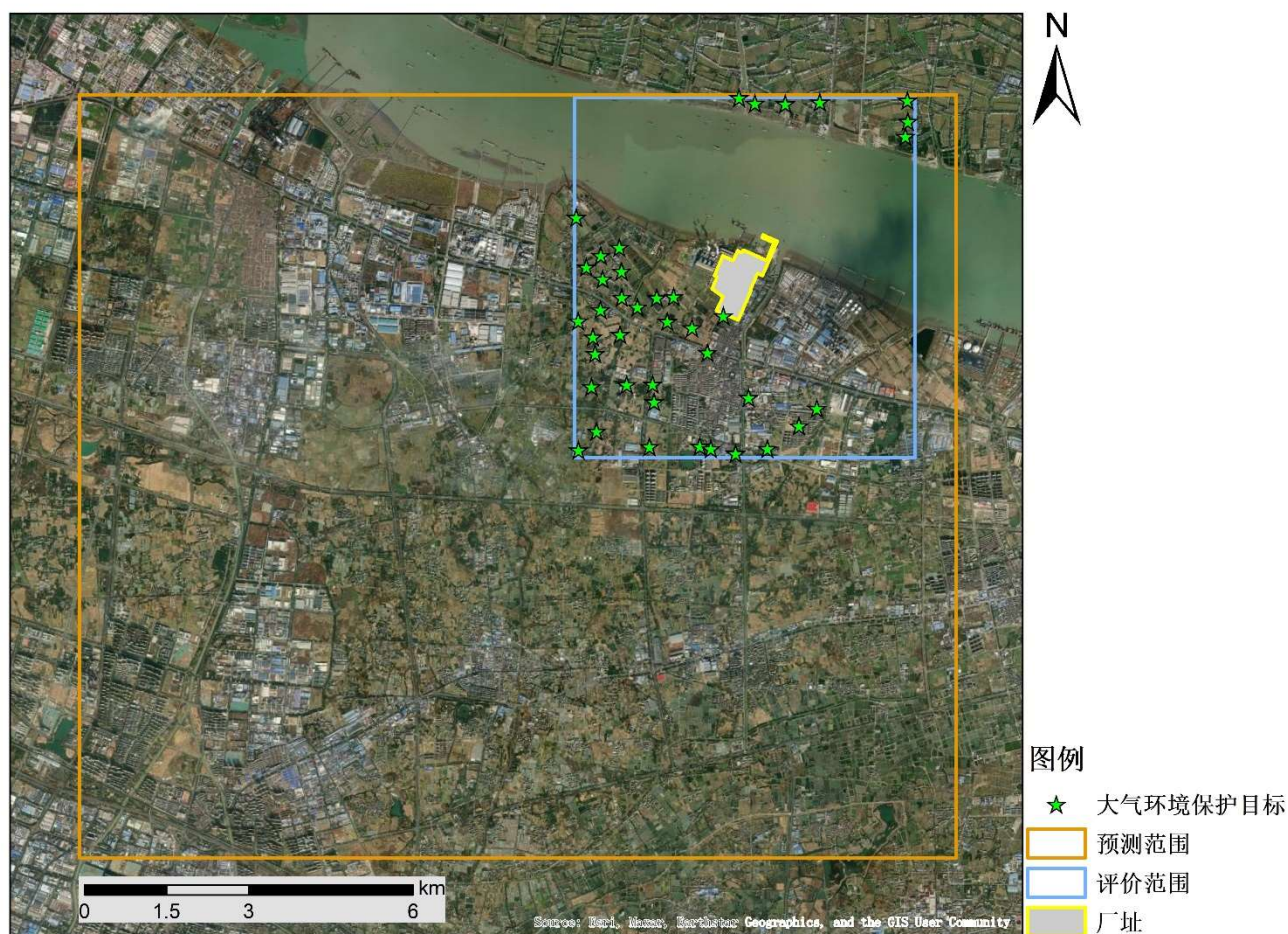 N
图例
大气环境保护目标
预测范围
评价范围
厂址
km
0 1.5 3 6
Source: Esri, Maxar, Earthstar Geographics, and the GIS User Community